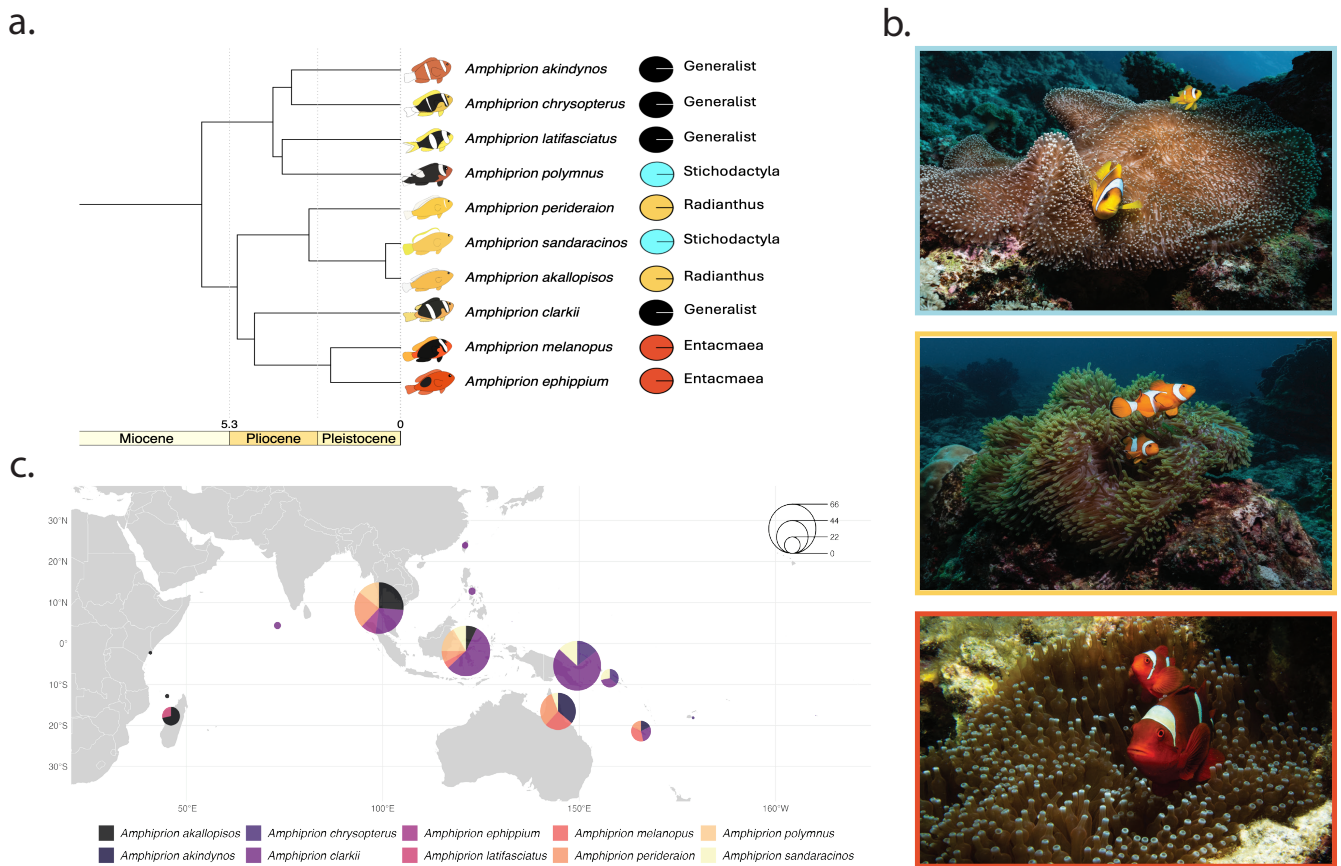 a.
Amphiprion akindynos Generalist
Amphiprion chrysopterus Generalist
Amphiprion latifasciatus Generalist
Amphiprion polymnus Stichodactyla
Amphiprion perideraion Radianthus
Amphiprion sandaracinos Stichodactyla
Amphiprion akallopisos Radianthus
Amphiprion clarkii Generalist
Amphiprion melanopus Entacmaea
Amphiprion ephippium Entacmaea
5.3 0
Miocene Pliocene Pleistocene
b.
c.
66
44
22
0
30°N
20°N
10°N
0°
10°S
20°S
30°S
50°E 100°E 150°E 160°W
Amphiprion akallopisos Amphiprion chrysopterus Amphiprion ephippium Amphiprion melanopus Amphiprion polymnus
Amphiprion akindynos Amphiprion clarkii Amphiprion latifasciatus Amphiprion perideraion Amphiprion sandaracinos